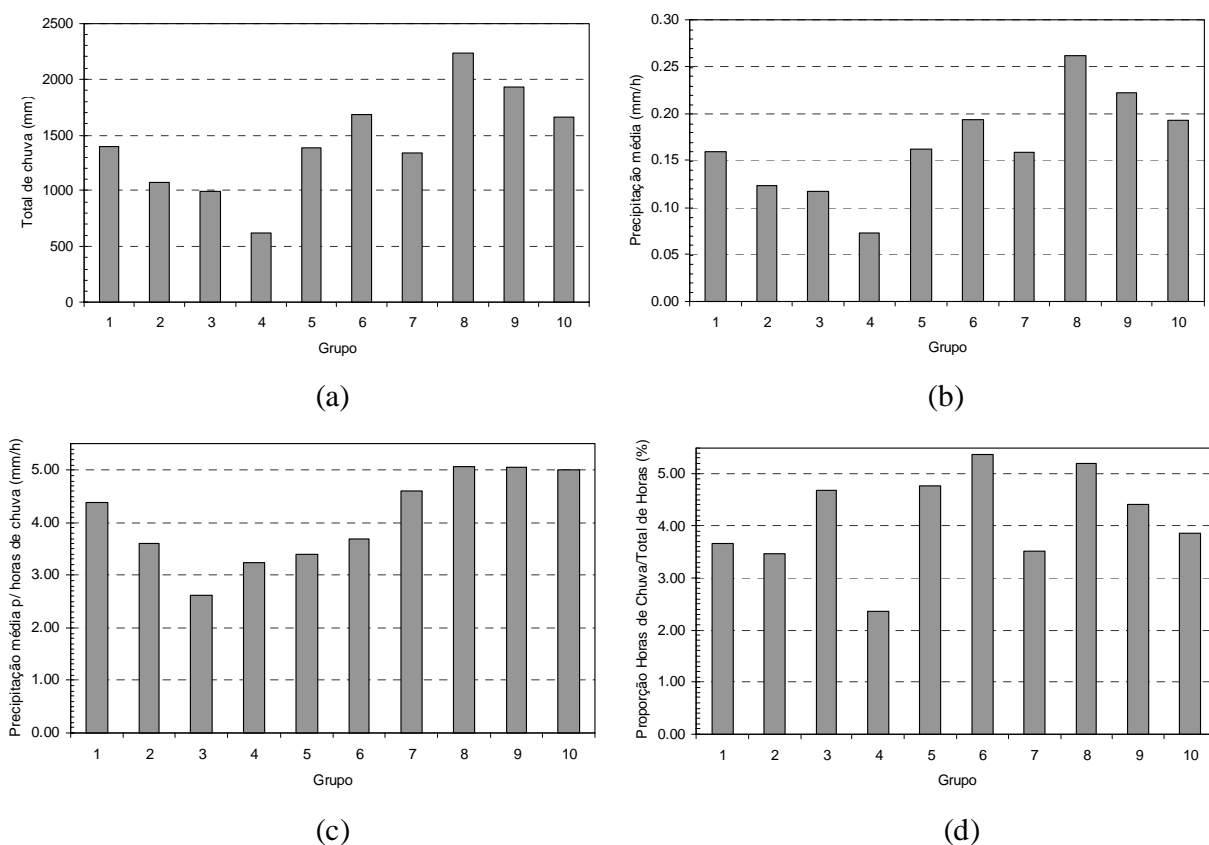 Total de chuva (mm)
2500
2000
1500
1000
500
0
1 2 3 4 5 6 7 8 9 10
Grupo
(a)
Precipitação média (mm/h)
0.30
0.25
0.20
0.15
0.10
0.05
0.00
1 2 3 4 5 6 7 8 9 10
Grupo
(b)
Precipitação média p/ horas de chuva (mm/h)
5.00
4.00
3.00
2.00
1.00
0.00
1 2 3 4 5 6 7 8 9 10
Grupo
(c)
Proporção Horas de Chuva/Total de Horas (%)
5.00
4.00
3.00
2.00
1.00
0.00
1 2 3 4 5 6 7 8 9 10
Grupo
(d)